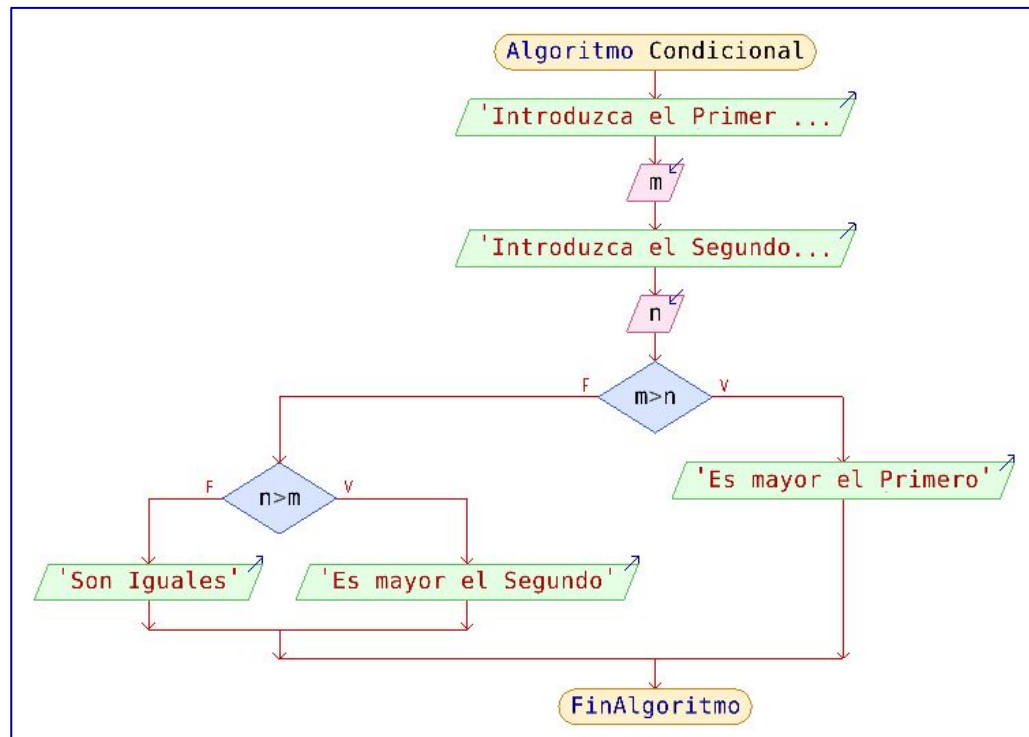 Algoritmo Condicional
'Introduzca el Primer ...
m
'Introduzca el Segundo...
n
F m>n V
'Es mayor el Primero'
F n>m V
'Son Iguales' 'Es mayor el Segundo'
FinAlgoritmo